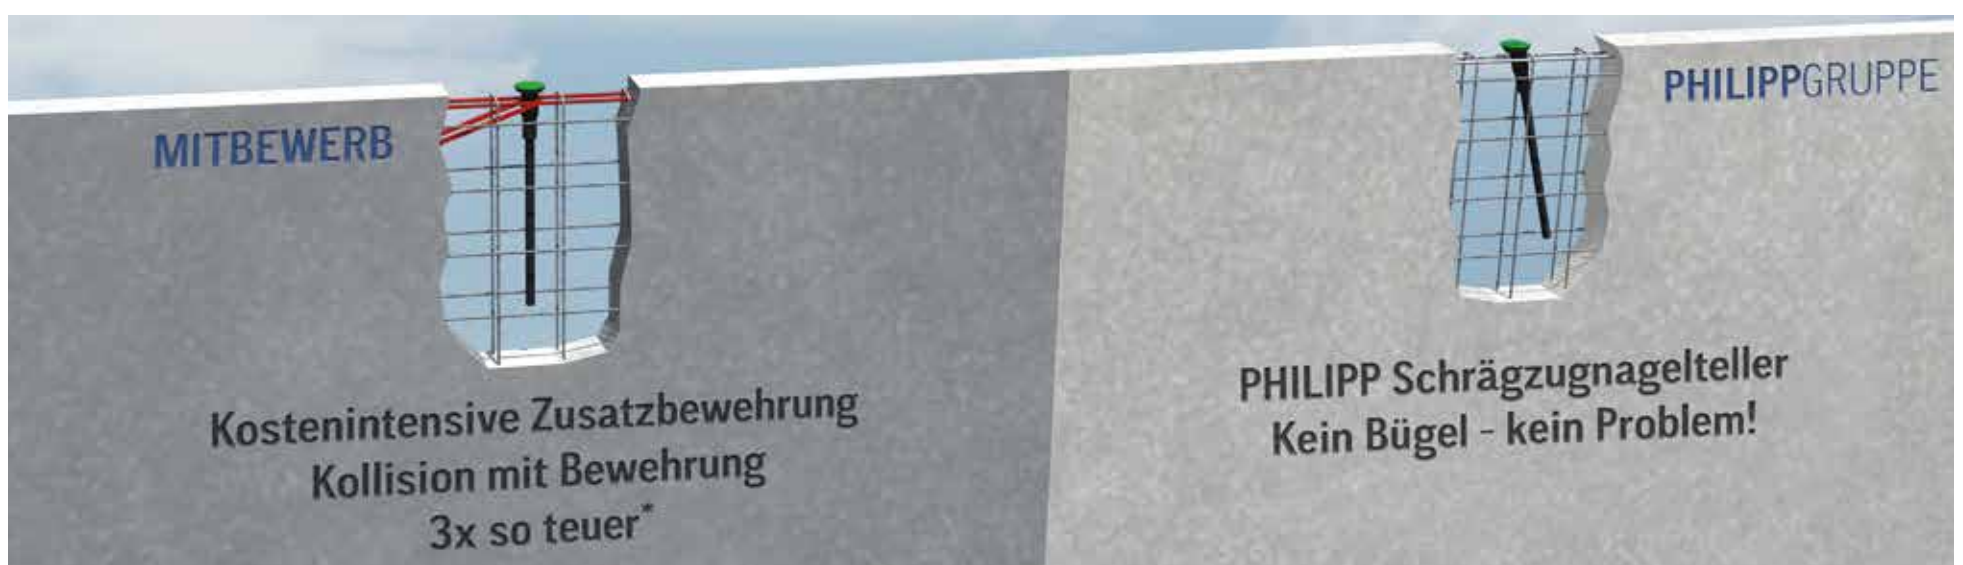 MITBEWERB
Kostenintensive Zusatzbewehrung
Kollision mit Bewehrung
3x so teuer*
PHILIPPGRUPPE
PHILIPP Schrägzugnagelteller
Kein Bügel - kein Problem!